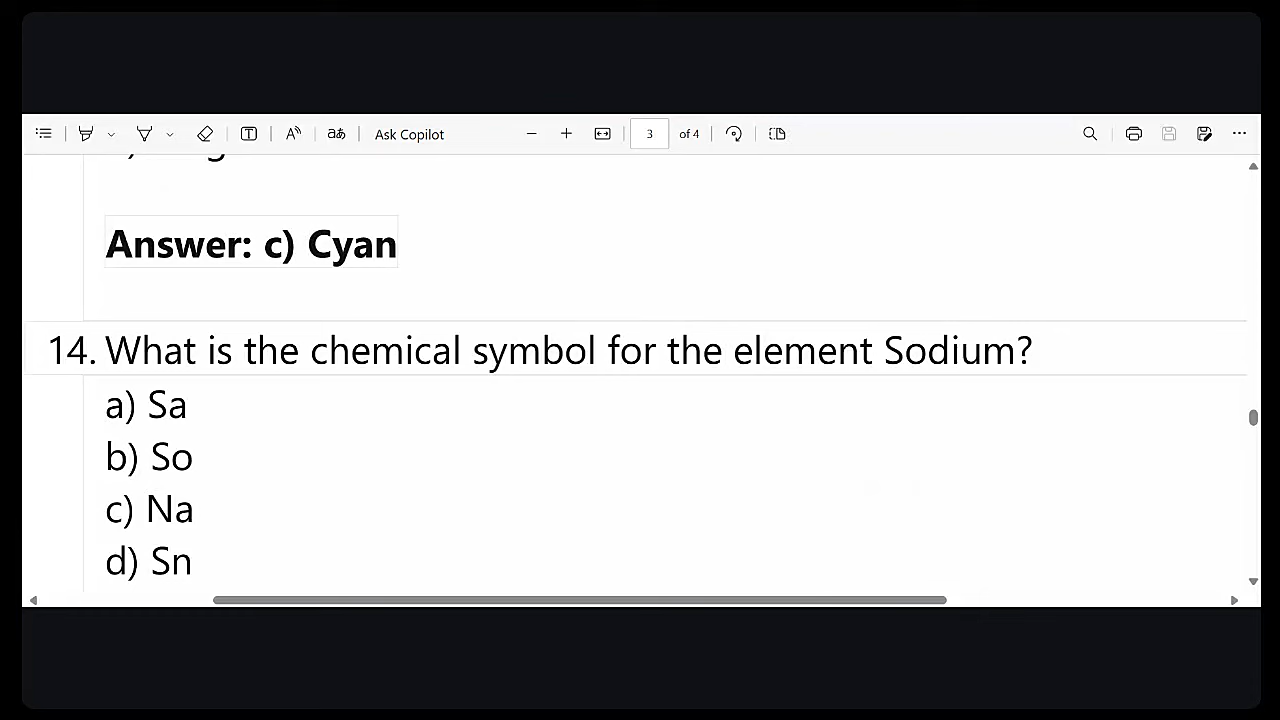 Ask Copilot
3 of 4
Answer: c) Cyan
14. What is the chemical symbol for the element Sodium?
a) Sa
b) So
c) Na
d) Sn